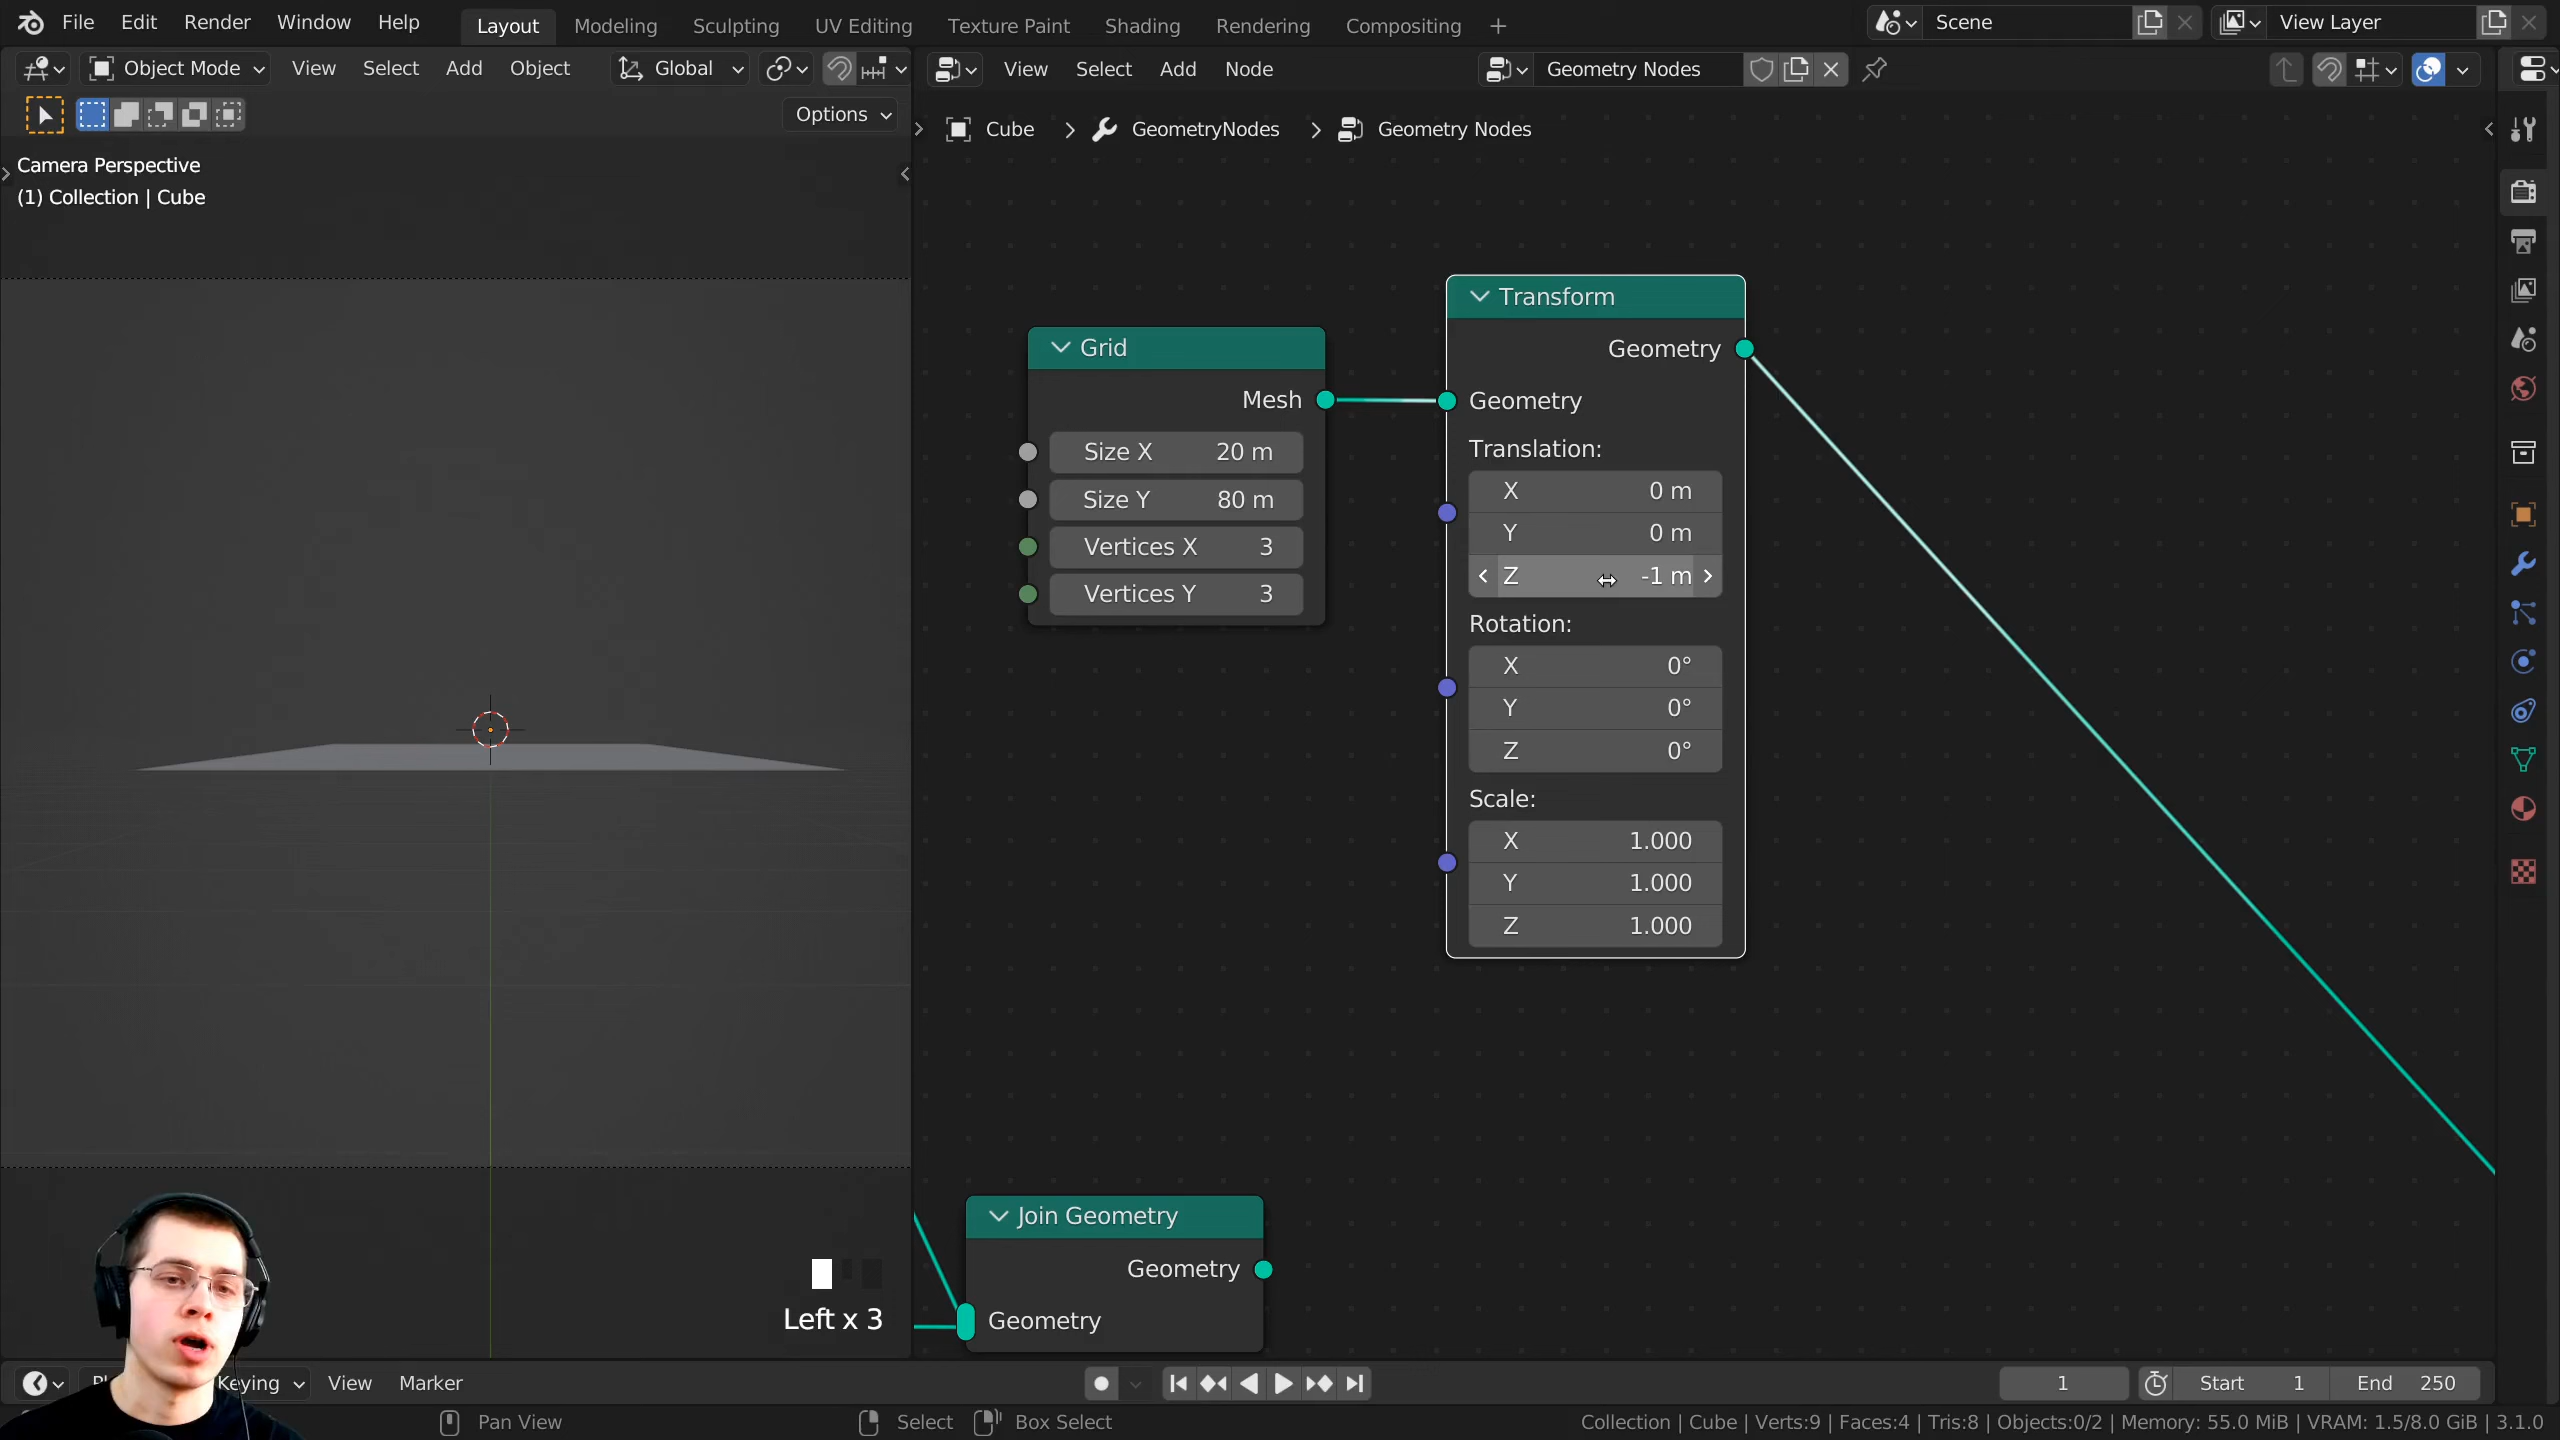 File Edit Render Window Help Layout Modeling Sculpting UV Editing Texture Paint Shading Rendering Compositing + Scene View Layer
Object Mode View Select Add Object Global View Select Add Node Geometry Nodes
Options
Cube > GeometryNodes > Geometry Nodes
Camera Perspective
(1) Collection | Cube
Grid
Mesh
Size X 20 m
Size Y 80 m
Vertices X 3
Vertices Y 3
Transform
Geometry
Geometry
Translation:
X 0 m
Y 0 m
Z -1 m
Rotation:
X 0°
Y 0°
Z 0°
Scale:
X 1.000
Y 1.000
Z 1.000
Join Geometry
Geometry
Geometry
Left x 3
Keying View Marker 1 Start 1 End 250
Pan View Select Box Select Collection | Cube | Verts:9 | Faces:4 | Tris:8 | Objects:0/2 | Memory: 55.0 MiB | VRAM: 1.5/8.0 GiB | 3.1.0